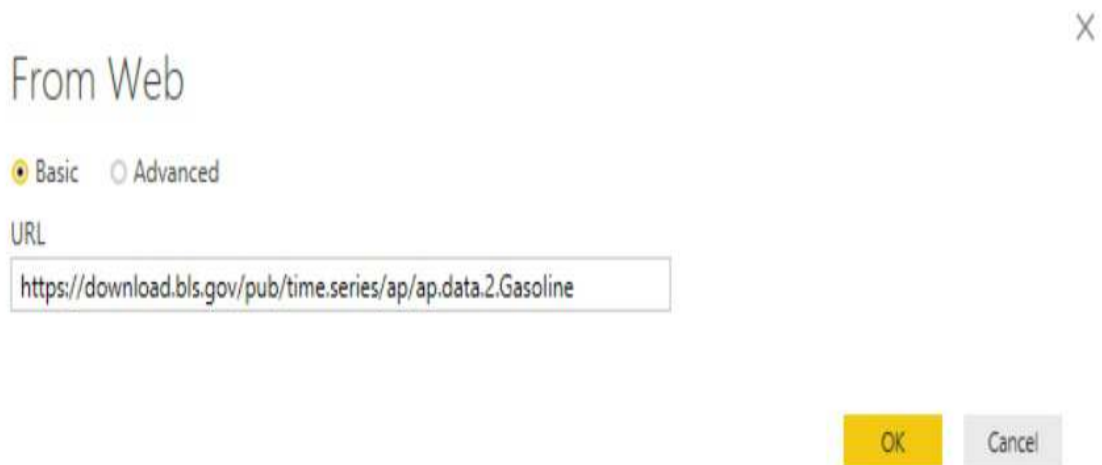 From Web
Basic Advanced
URL
https://download.bls.gov/pub/time.series/ap/ap.data.2.Gasoline
OK Cancel